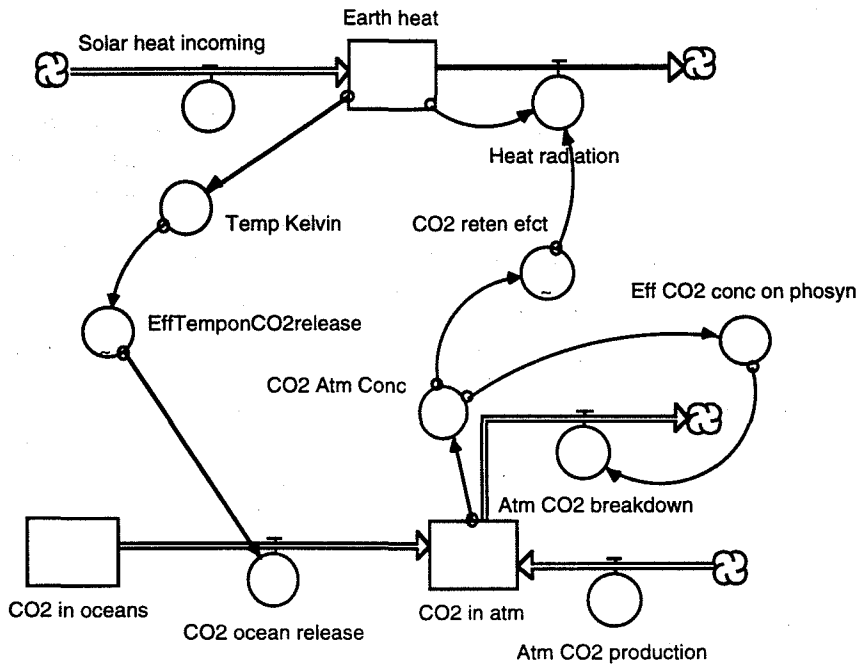 Earth heat
Solar heat incoming
Heat radiation
Temp Kelvin
CO2 reten efct
Eff CO2 conc on phosyn
EffTemponCO2release
CO2 Atm Conc
Atm CO2 breakdown
CO2 in oceans
CO2 in atm
CO2 ocean release
Atm CO2 production